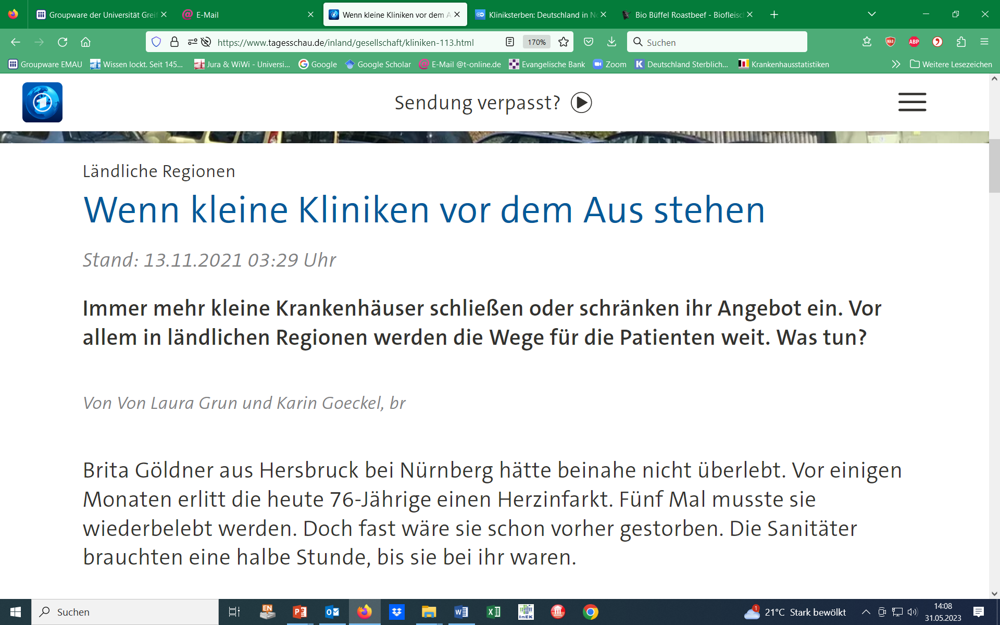 Groupware der Universität Greif
E-Mail
Wenn kleine Kliniken vor dem A
Kliniksterben: Deutschland in No
Bio Büffel Roastbeef - Biofleisch
https://www.tagesschau.de/inland/gesellschaft/kliniken-113.html
170%
Suchen
WAB
ABP
Groupware EMAU
Wissen lockt. Seit 145...
Jura & WiWi - Universi...
Google
Google Scholar
E-Mail @t-online.de
Evangelische Bank
Zoom
Deutschland Sterblich...
Krankenhausstatistiken
Weitere Lesezeichen
Sendung verpasst?
Ländliche Regionen
Wenn kleine Kliniken vor dem Aus stehen
Stand: 13.11.2021 03:29 Uhr
Immer mehr kleine Krankenhäuser schließen oder schränken ihr Angebot ein. Vor
allem in ländlichen Regionen werden die Wege für die Patienten weit. Was tun?
Von Von Laura Grun und Karin Goeckel, br
Brita Göldner aus Hersbruck bei Nürnberg hätte beinahe nicht überlebt. Vor einigen
Monaten erlitt die heute 76-Jährige einen Herzinfarkt. Fünf Mal musste sie
wiederbelebt werden. Doch fast wäre sie schon vorher gestorben. Die Sanitäter
brauchten eine halbe Stunde, bis sie bei ihr waren.
Suchen
EN
InEK
1
21°C Stark bewölkt
14:08
31.05.2023